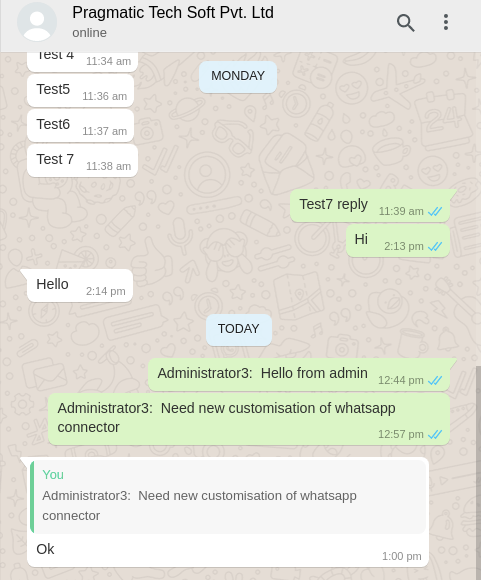 Pragmatic Tech Soft Pvt. Ltd
online
Test 4 11:34 am
MONDAY
Test5 11:36 am
Test6 11:37 am
Test 7 11:38 am
Test7 reply 11:39 am
Hi 2:13 pm
Hello 2:14 pm
TODAY
Administrator3:  Hello from admin 12:44 pm
Administrator3:  Need new customisation of whatsapp
connector 12:57 pm
You
Administrator3:  Need new customisation of whatsapp
connector
Ok 1:00 pm